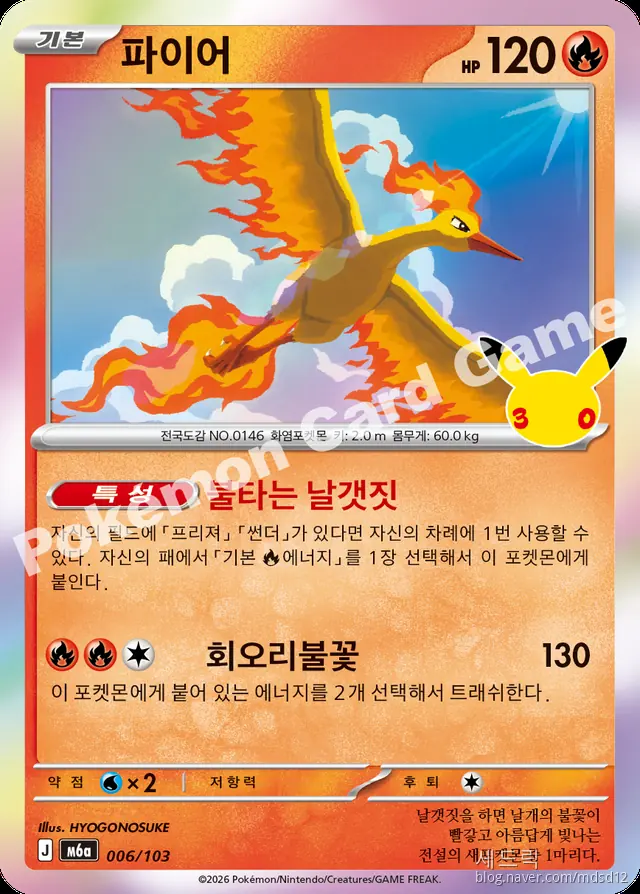 기본 파이어 HP 120
3 0
전국도감 NO.0146 화염포켓몬 키: 2.0 m 몸무게: 60.0 kg
특성 불타는 날갯짓
자신의 필드에 「프리져」 「썬더」가 있다면 자신의 차례에 1번 사용할 수
있다. 자신의 패에서 「기본 에너지」를 1장 선택해서 이 포켓몬에게
붙인다.
회오리불꽃 130
이 포켓몬에게 붙어 있는 에너지를 2개 선택해서 트래쉬한다.
약점 ×2 저항력 후퇴
Illus. HYOGONOSUKE
J M6a 006/103
날갯짓을 하면 날개의 불꽃이
빨갛고 아름답게 빛나는
전설의 새포켓몬 중 1마리다.
©2026 Pokémon/Nintendo/Creatures/GAME FREAK.
Pokémon Card Game
세드릭
blog.naver.com/mdsd12